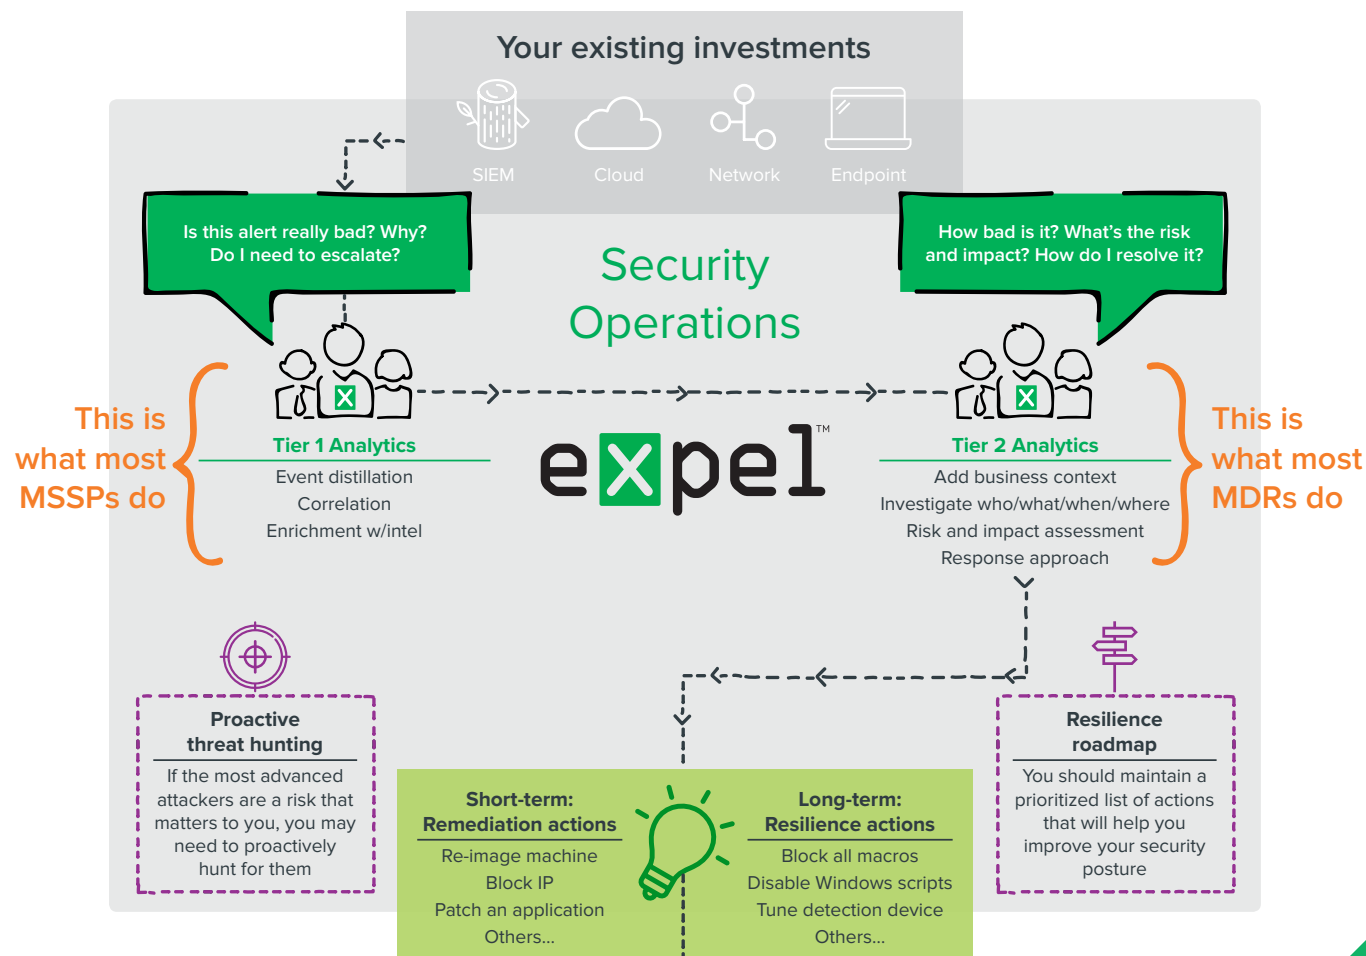 Your existing investments
SIEM
Cloud
Network
Endpoint
Is this alert really bad? Why?
Do I need to escalate?
How bad is it? What's the risk
and impact? How do I resolve it?
Security
Operations
This is
what most
MSSPs do
Tier 1 Analytics
Event distillation
Correlation
Enrichment w/intel
expel™
Tier 2 Analytics
Add business context
Investigate who/what/when/where
Risk and impact assessment
Response approach
This is
what most
MDRs do
Proactive
threat hunting
If the most advanced
attackers are a risk that
matters to you, you may
need to proactively
hunt for them
Short-term:
Remediation actions
Re-image machine
Block IP
Patch an application
Others...
Long-term:
Resilience actions
Block all macros
Disable Windows scripts
Tune detection device
Others...
Resilience
roadmap
You should maintain a
prioritized list of actions
that will help you
improve your security
posture